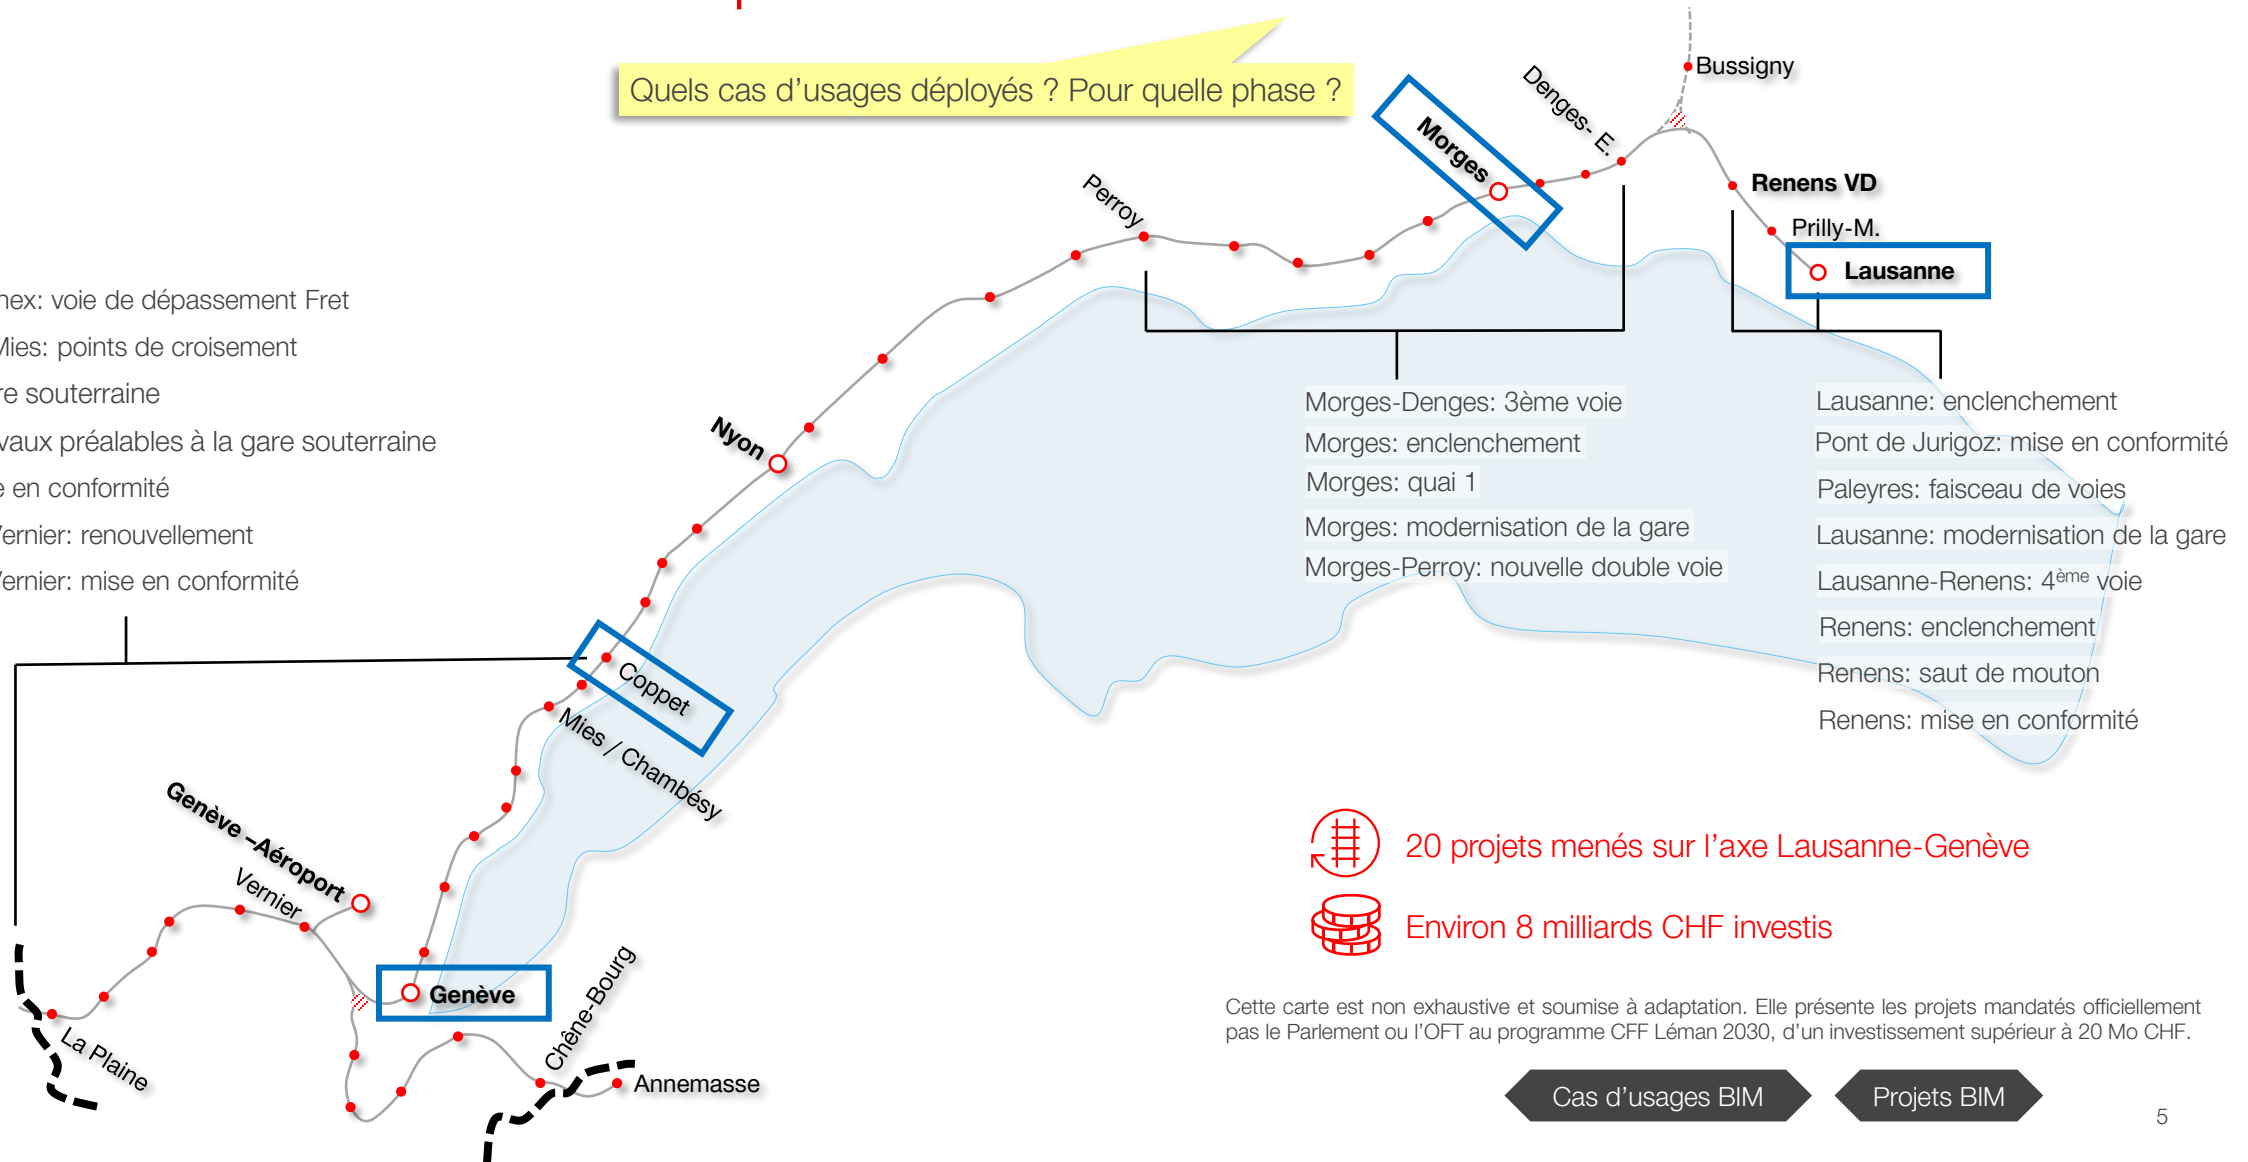 Quels cas d'usages déployés ? Pour quelle phase ?
Bussigny
Denges- E.
Morges
Renens VD
Perroy
Prilly-M.
Lausanne
nex: voie de dépassement Fret
Mies: points de croisement
re souterraine
vaux préalables à la gare souterraine
e en conformité
Vernier: renouvellement
Vernier: mise en conformité
Nyon
Morges-Denges: 3ème voie
Morges: enclenchement
Morges: quai 1
Morges: modernisation de la gare
Morges-Perroy: nouvelle double voie
Lausanne: enclenchement
Pont de Jurigoz: mise en conformité
Paleyres: faisceau de voies
Lausanne: modernisation de la gare
Lausanne-Renens: 4ème voie
Renens: enclenchement
Renens: saut de mouton
Renens: mise en conformité
Coppet
Mies / Chambésy
Genève –Aéroport
Vernier
Genève
La Plaine
Chêne-Bourg
Annemasse
20 projets menés sur l'axe Lausanne-Genève
Environ 8 milliards CHF investis
Cette carte est non exhaustive et soumise à adaptation. Elle présente les projets mandatés officiellement
pas le Parlement ou l'OFT au programme CFF Léman 2030, d'un investissement supérieur à 20 Mo CHF.
Cas d'usages BIM
Projets BIM
5